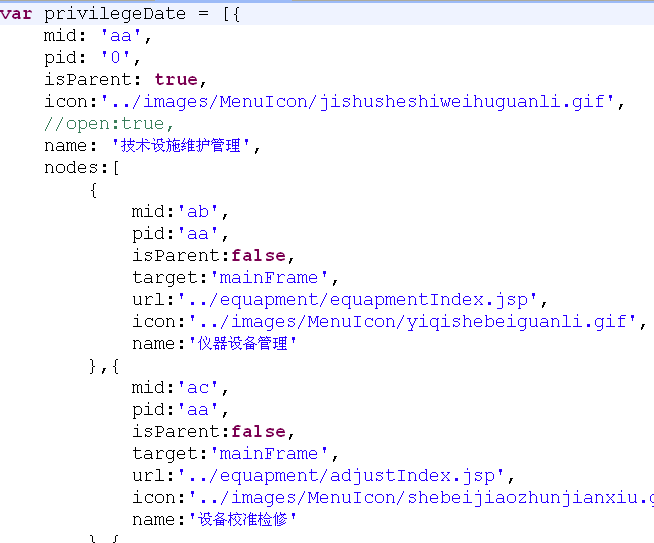 var privilegeDate = [{
mid: 'aa',
pid: '0',
isParent: true,
icon:'../images/MenuIcon/jishusheshiweihuguanli.gif',
//open:true,
name: '技术设施维护管理',
nodes:[
{
mid:'ab',
pid:'aa',
isParent:false,
target:'mainFrame',
url:'../equapment/equapmentIndex.jsp',
icon:'../images/MenuIcon/yiqishebeiguanli.gif',
name:'仪器设备管理'
},{
mid:'ac',
pid:'aa',
isParent:false,
target:'mainFrame',
url:'../equapment/adjustIndex.jsp',
icon:'../images/MenuIcon/shebeijiaozhunjianxiu.g
name:'设备校准检修'
},{